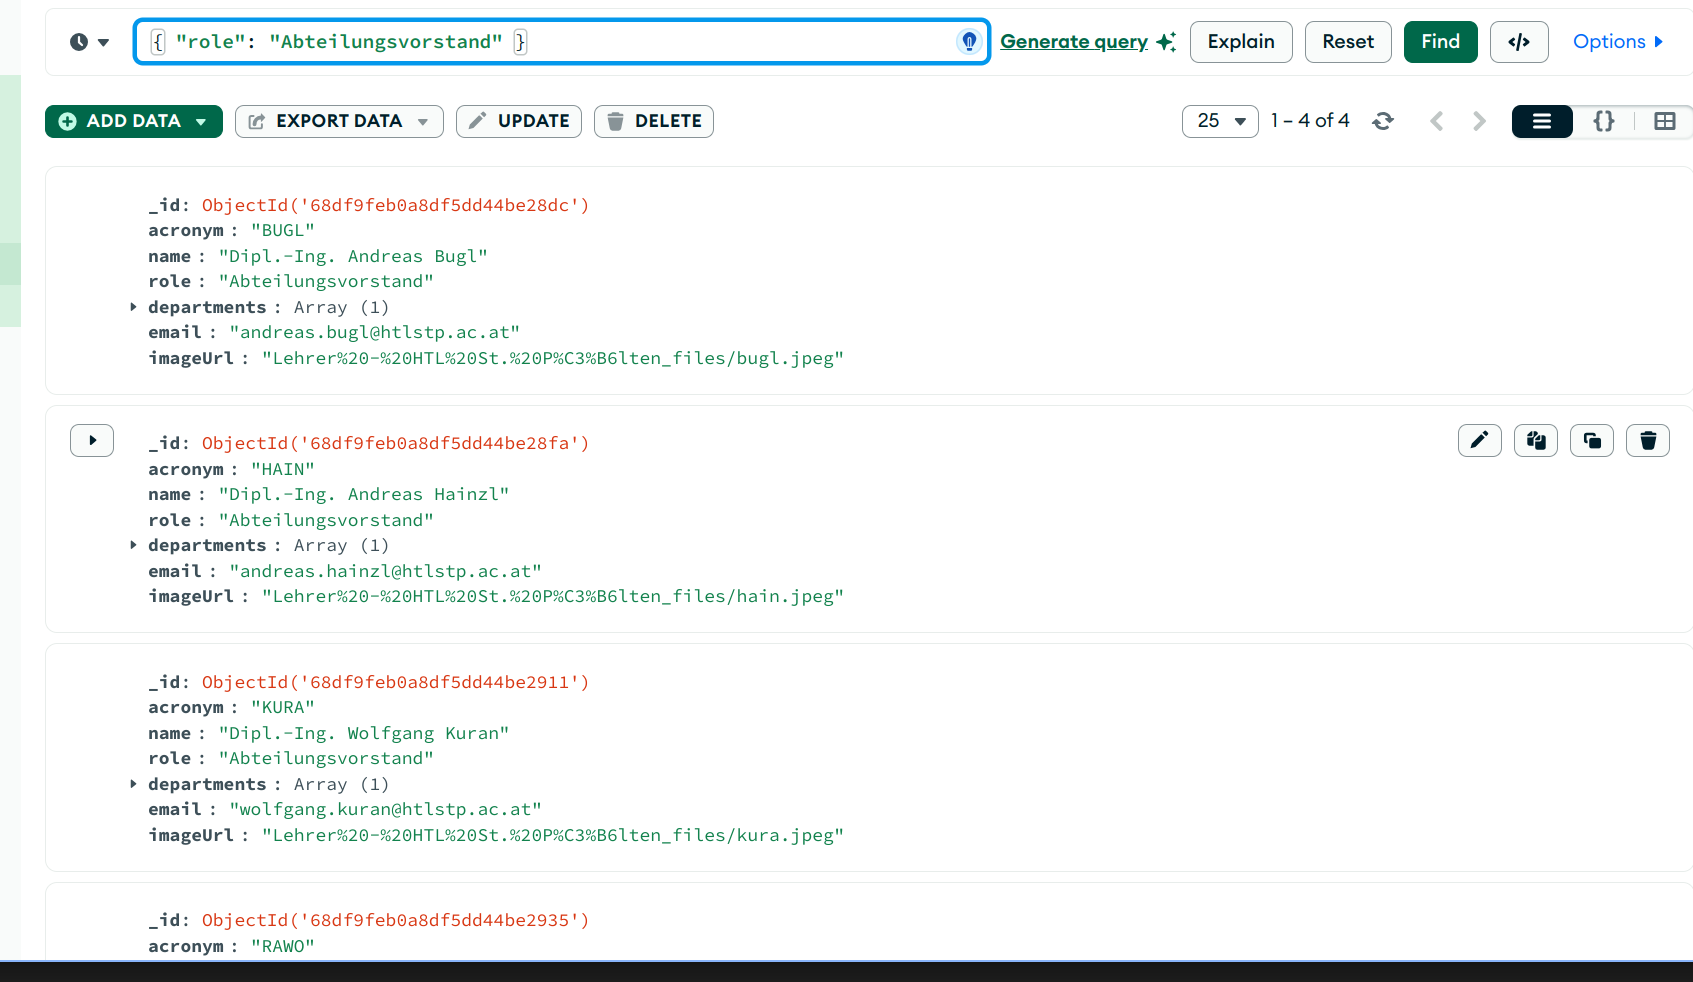 { "role": "Abteilungsvorstand" }
Generate query
Explain
Reset
Find
</>
Options
ADD DATA
EXPORT DATA
UPDATE
DELETE
25
1 – 4 of 4
{}
_id: ObjectId('68df9feb0a8df5dd44be28dc')
acronym : "BUGL"
name : "Dipl.-Ing. Andreas Bugl"
role : "Abteilungsvorstand"
departments : Array (1)
email : "andreas.bugl@htlstp.ac.at"
imageUrl : "Lehrer%20-%20HTL%20St.%20P%C3%B6lten_files/bugl.jpeg"
_id: ObjectId('68df9feb0a8df5dd44be28fa')
acronym : "HAIN"
name : "Dipl.-Ing. Andreas Hainzl"
role : "Abteilungsvorstand"
departments : Array (1)
email : "andreas.hainzl@htlstp.ac.at"
imageUrl : "Lehrer%20-%20HTL%20St.%20P%C3%B6lten_files/hain.jpeg"
_id: ObjectId('68df9feb0a8df5dd44be2911')
acronym : "KURA"
name : "Dipl.-Ing. Wolfgang Kuran"
role : "Abteilungsvorstand"
departments : Array (1)
email : "wolfgang.kuran@htlstp.ac.at"
imageUrl : "Lehrer%20-%20HTL%20St.%20P%C3%B6lten_files/kura.jpeg"
_id: ObjectId('68df9feb0a8df5dd44be2935')
acronym : "RAWO"